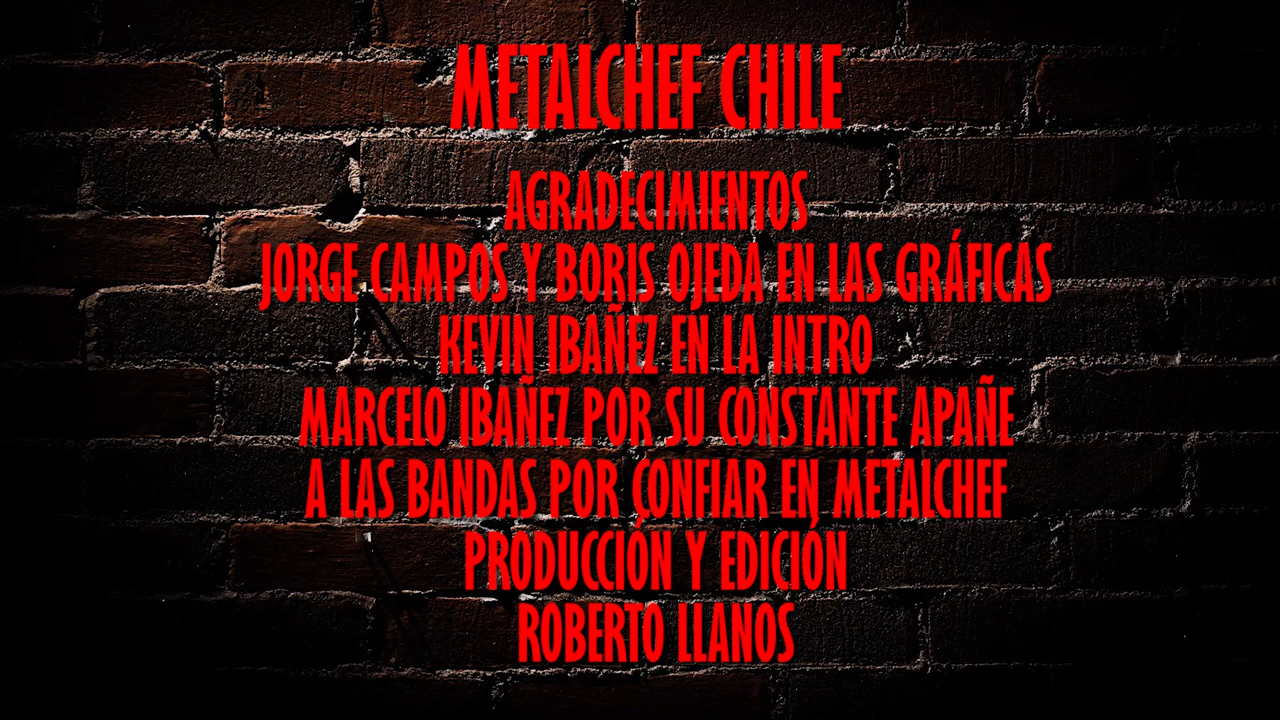 METALCHEF CHILE
AGRADECIMIENTOS
JORGE CAMPOS Y BORIS OJEDA EN LAS GRÁFICAS
KEVIN IBAÑEZ EN LA INTRO
MARCELO IBAÑEZ POR SU CONSTANTE APAÑE
A LAS BANDAS POR CONFIAR EN METALCHEF
PRODUCCIÓN Y EDICIÓN
ROBERTO LLANOS